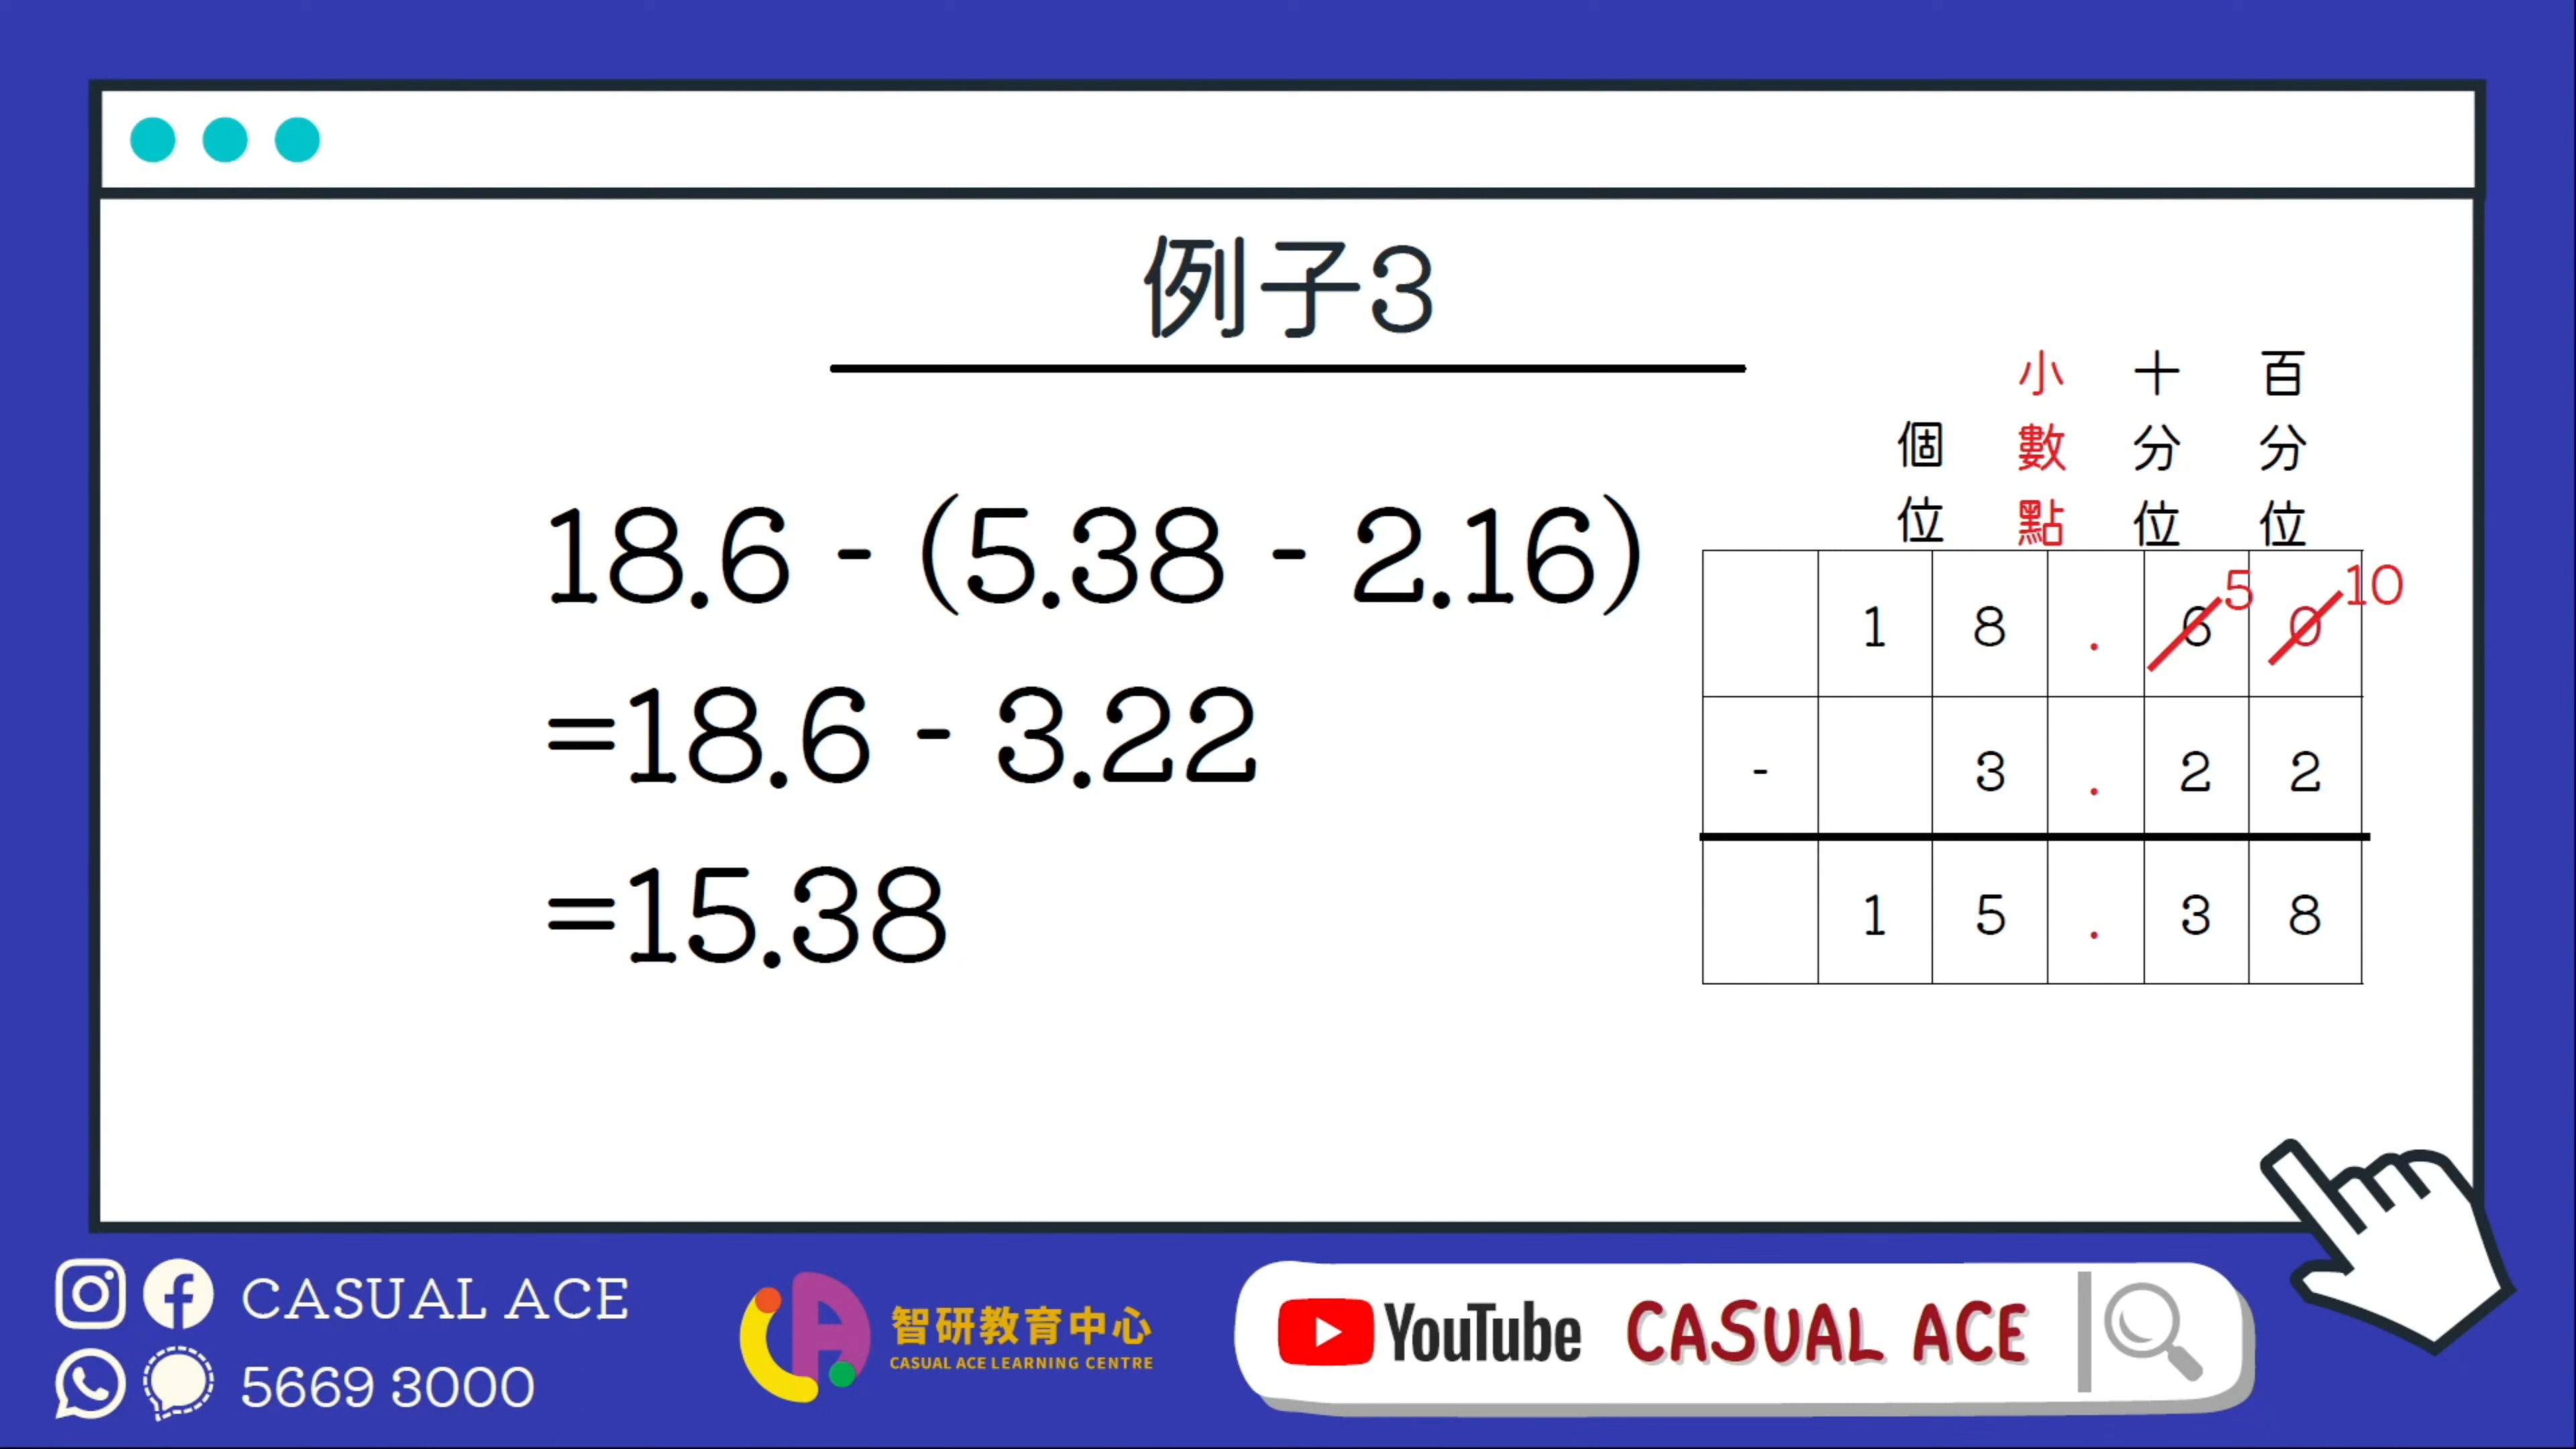 例子3
18.6 - (5.38 - 2.16)
=18.6 - 3.22
=15.38
個位
小數點
十分位
百分位
1 8 . 6 5 0 10
- 3 . 2 2
1 5 . 3 8
CASUAL ACE
5669 3000
智研教育中心
CASUAL ACE LEARNING CENTRE
YouTube CASUAL ACE